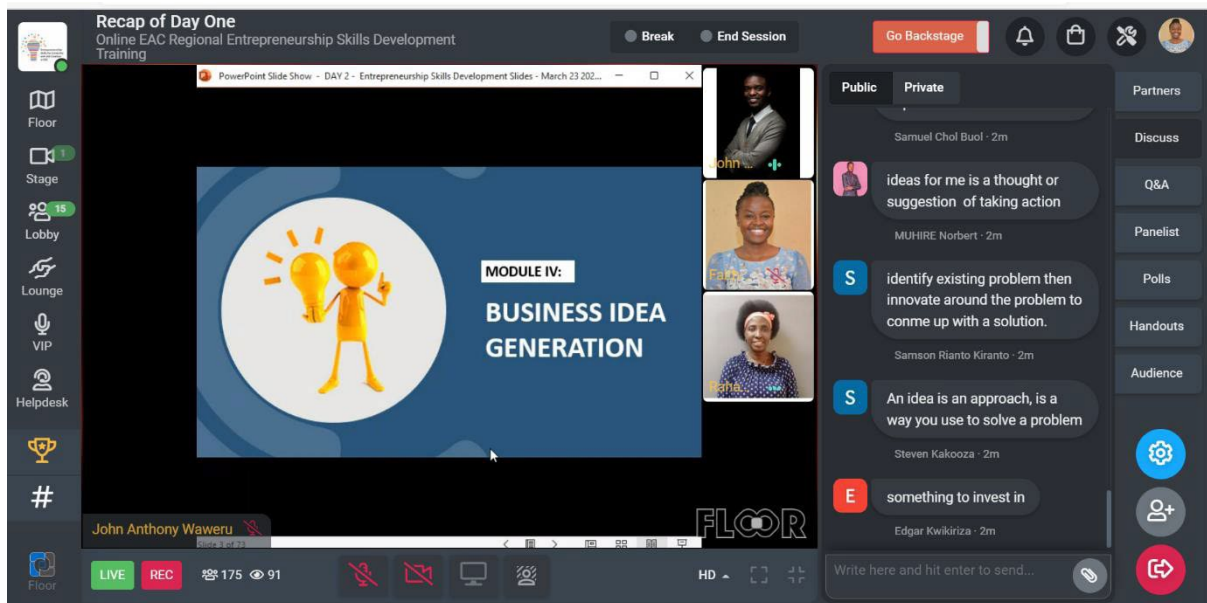 Recap of Day One
Online EAC Regional Entrepreneurship Skills Development
Training
Break
End Session
Go Backstage
Floor
Stage
1
Lobby
15
Lounge
VIP
Helpdesk
#
Floor
PowerPoint Slide Show - DAY 2 - Entrepreneurship Skills Development Slides - March 23 202...
MODULE IV:
BUSINESS IDEA
GENERATION
John ...
John Anthony Waweru
Slide 3 of 73
FLOOR
LIVE
REC
175
91
HD
Public
Private
Samuel Chol Buol · 2m
ideas for me is a thought or
suggestion of taking action
MUHIRE Norbert · 2m
S
identify existing problem then
innovate around the problem to
conme up with a solution.
Samson Rianto Kiranto · 2m
S
An idea is an approach, is a
way you use to solve a problem
Steven Kakooza · 2m
E
something to invest in
Edgar Kwikiriza · 2m
Write here and hit enter to send...
Partners
Discuss
Q&A
Panelist
Polls
Handouts
Audience